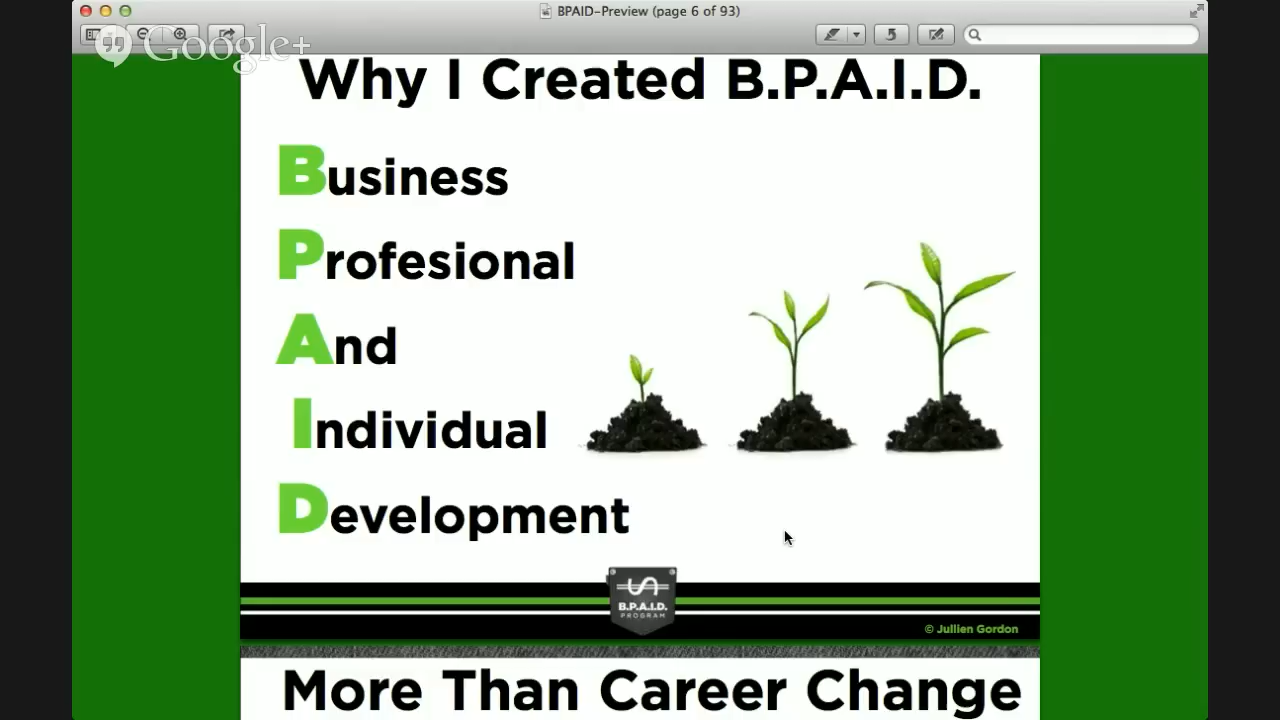 BPAID-Preview (page 6 of 93)
Google+
Why I Created B.P.A.I.D.
Business
Profesional
And
Individual
Development
B.P.A.I.D.
PROGRAM
© Jullien Gordon
More Than Career Change